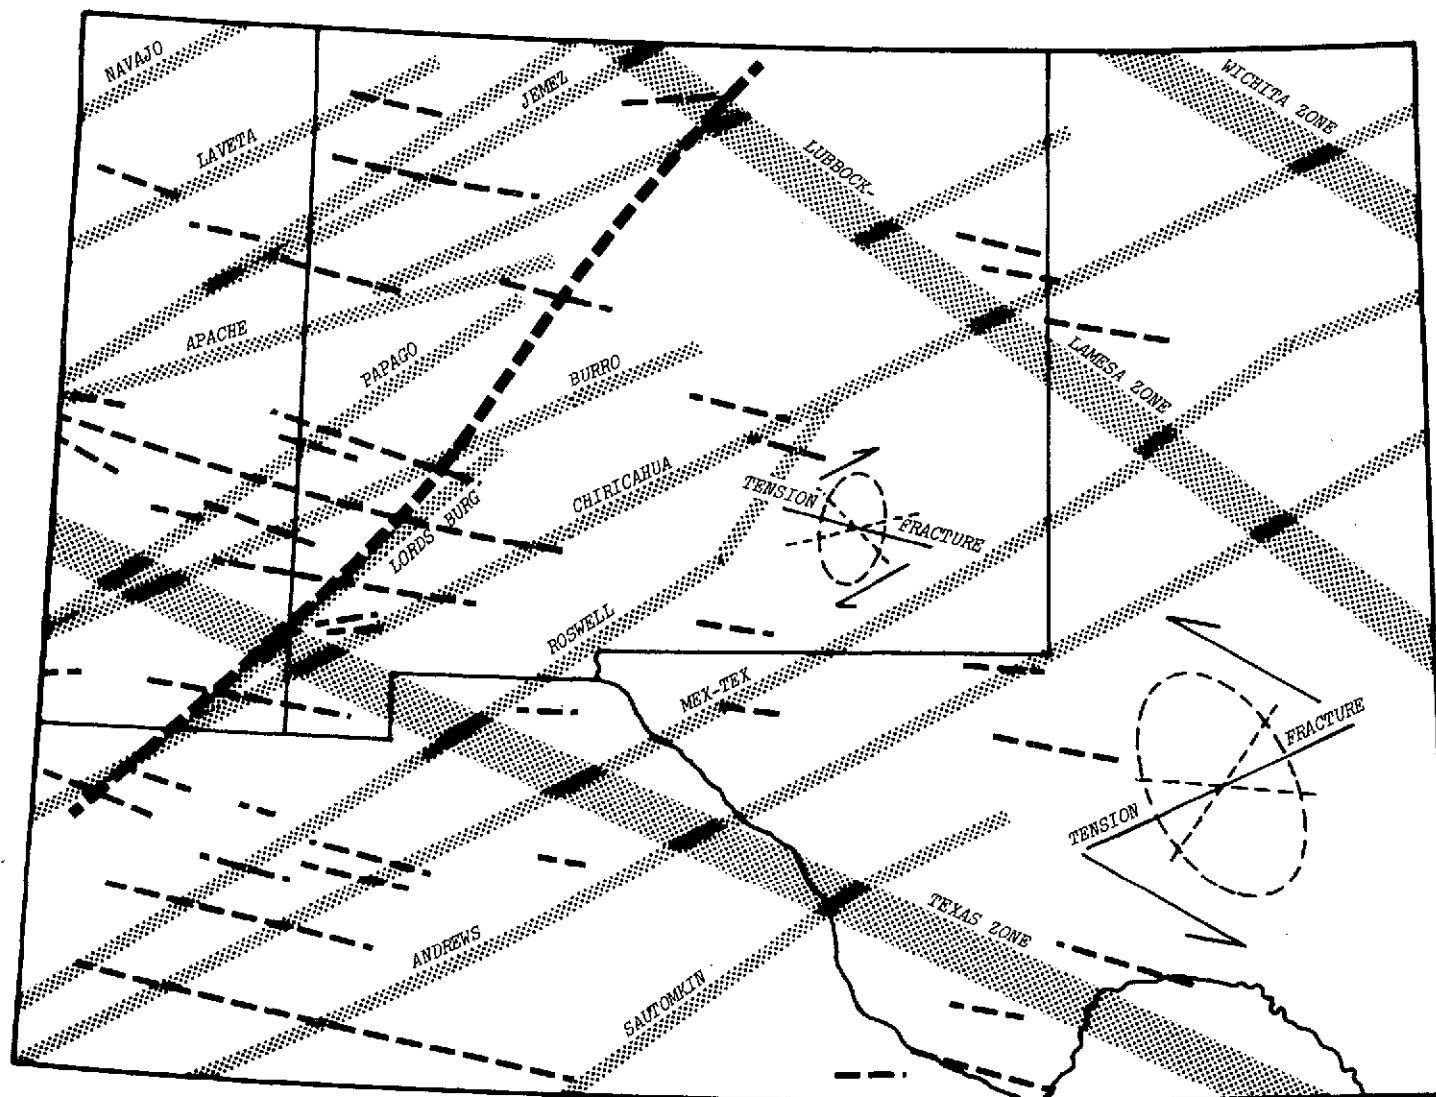 NAVAJO
WICHITA ZONE
JEMEZ
LAVETA
LUBBOCK-
LAMESA ZONE
APACHE
PAPAGO
BURRO
CHIRICAHUA
LORDSBURG
TENSION
FRACTURE
ROSWELL
MEX-TEX
FRACTURE
TENSION
ANDREWS
TEXAS ZONE
SAUTOMKIN